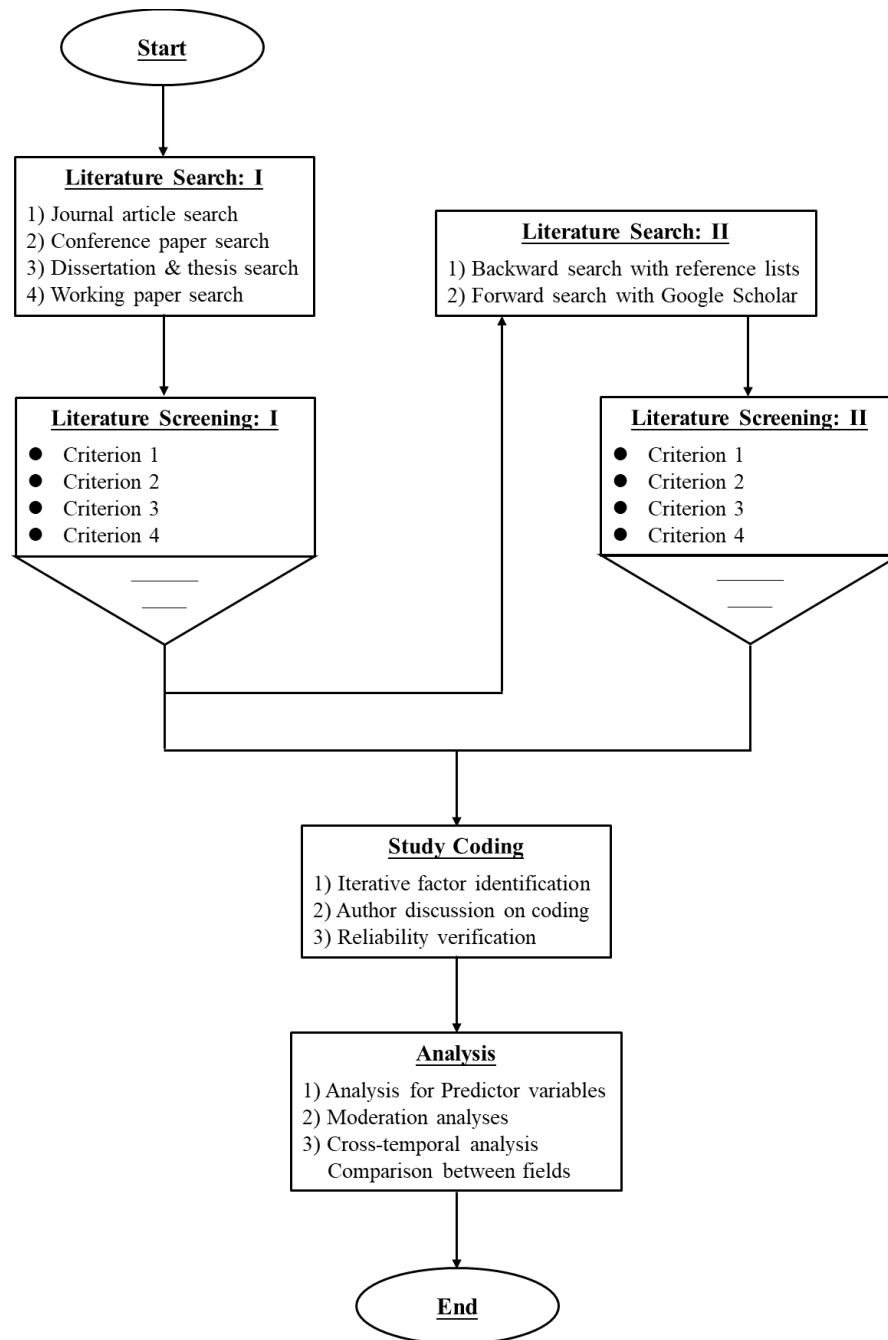 Start
Literature Search: I
1) Journal article search
2) Conference paper search
3) Dissertation & thesis search
4) Working paper search
Literature Search: II
1) Backward search with reference lists
2) Forward search with Google Scholar
Literature Screening: I
● Criterion 1
● Criterion 2
● Criterion 3
● Criterion 4
Literature Screening: II
● Criterion 1
● Criterion 2
● Criterion 3
● Criterion 4
Study Coding
1) Iterative factor identification
2) Author discussion on coding
3) Reliability verification
Analysis
1) Analysis for Predictor variables
2) Moderation analyses
3) Cross-temporal analysis
Comparison between fields
End